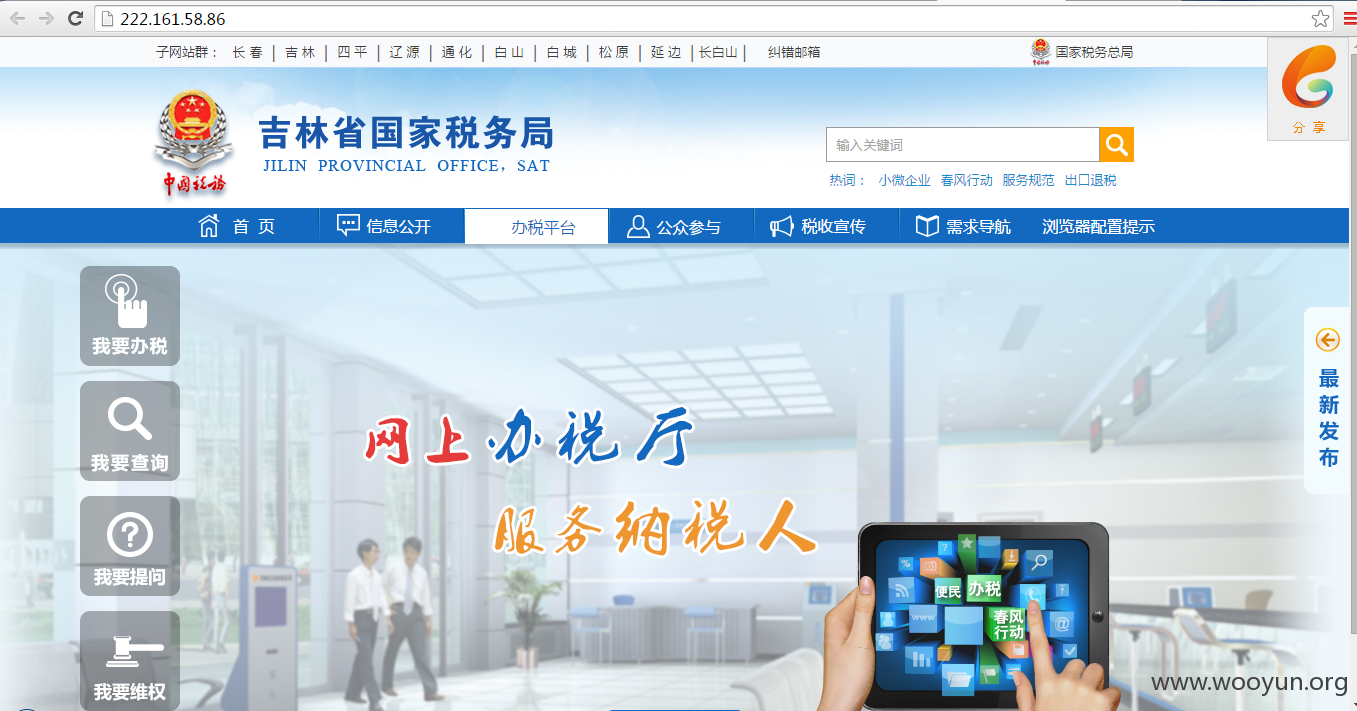 222.161.58.86
子网站群： 长 春 | 吉 林 | 四 平 | 辽 源 | 通 化 | 白 山 | 白 城 | 松 原 | 延 边 | 长白山 | 纠错邮箱
国家税务总局
分 享
吉林省国家税务局
JILIN PROVINCIAL OFFICE，SAT
中国税务
输入关键词
热词： 小微企业 春风行动 服务规范 出口退税
首 页 信息公开 办税平台 公众参与 税收宣传 需求导航 浏览器配置提示
我要办税
我要查询
我要提问
我要维权
网上办税厅
服务纳税人
最新发布
便民 办税
春风行动
www
www.wooyun.org